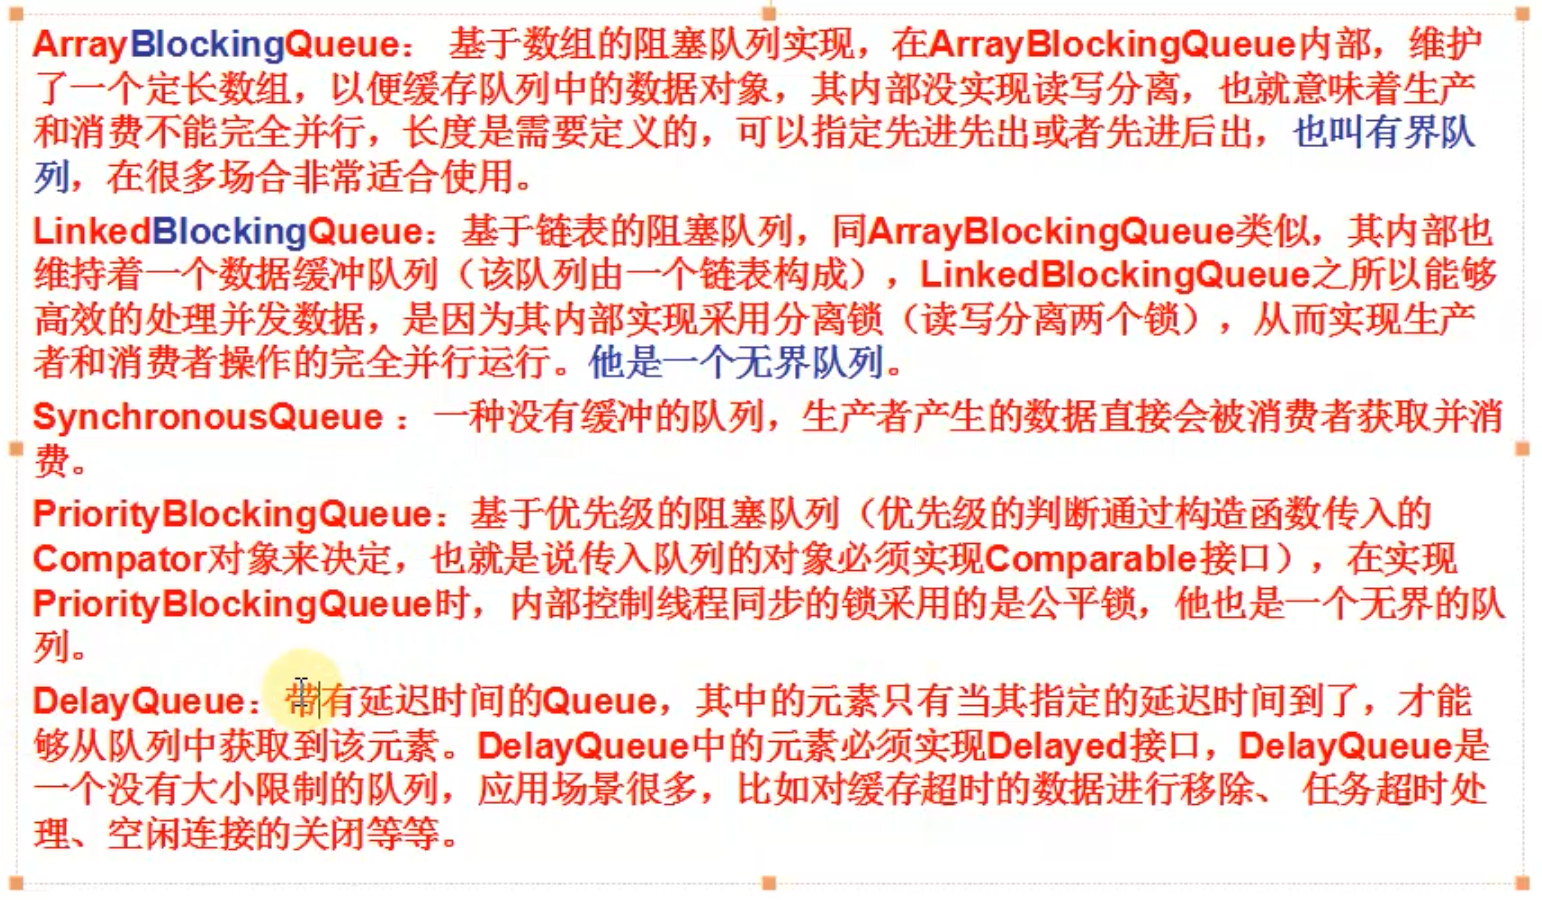 ArrayBlockingQueue： 基于数组的阻塞队列实现，在ArrayBlockingQueue内部，维护
了一个定长数组，以便缓存队列中的数据对象，其内部没实现读写分离，也就意味着生产
和消费不能完全并行，长度是需要定义的，可以指定先进先出或者先进后出，也叫有界队
列，在很多场合非常适合使用。
LinkedBlockingQueue：基于链表的阻塞队列，同ArrayBlockingQueue类似，其内部也
维持着一个数据缓冲队列（该队列由一个链表构成），LinkedBlockingQueue之所以能够
高效的处理并发数据，是因为其内部实现采用分离锁（读写分离两个锁），从而实现生产
者和消费者操作的完全并行运行。他是一个无界队列。
SynchronousQueue ：一种没有缓冲的队列，生产者产生的数据直接会被消费者获取并消
费。
PriorityBlockingQueue：基于优先级的阻塞队列（优先级的判断通过构造函数传入的
Compator对象来决定，也就是说传入队列的对象必须实现Comparable接口），在实现
PriorityBlockingQueue时，内部控制线程同步的锁采用的是公平锁，他也是一个无界的队
列。
DelayQueue：带有延迟时间的Queue，其中的元素只有当其指定的延迟时间到了，才能
够从队列中获取到该元素。DelayQueue中的元素必须实现Delayed接口，DelayQueue是
一个没有大小限制的队列，应用场景很多，比如对缓存超时的数据进行移除、 任务超时处
理、空闲连接的关闭等等。